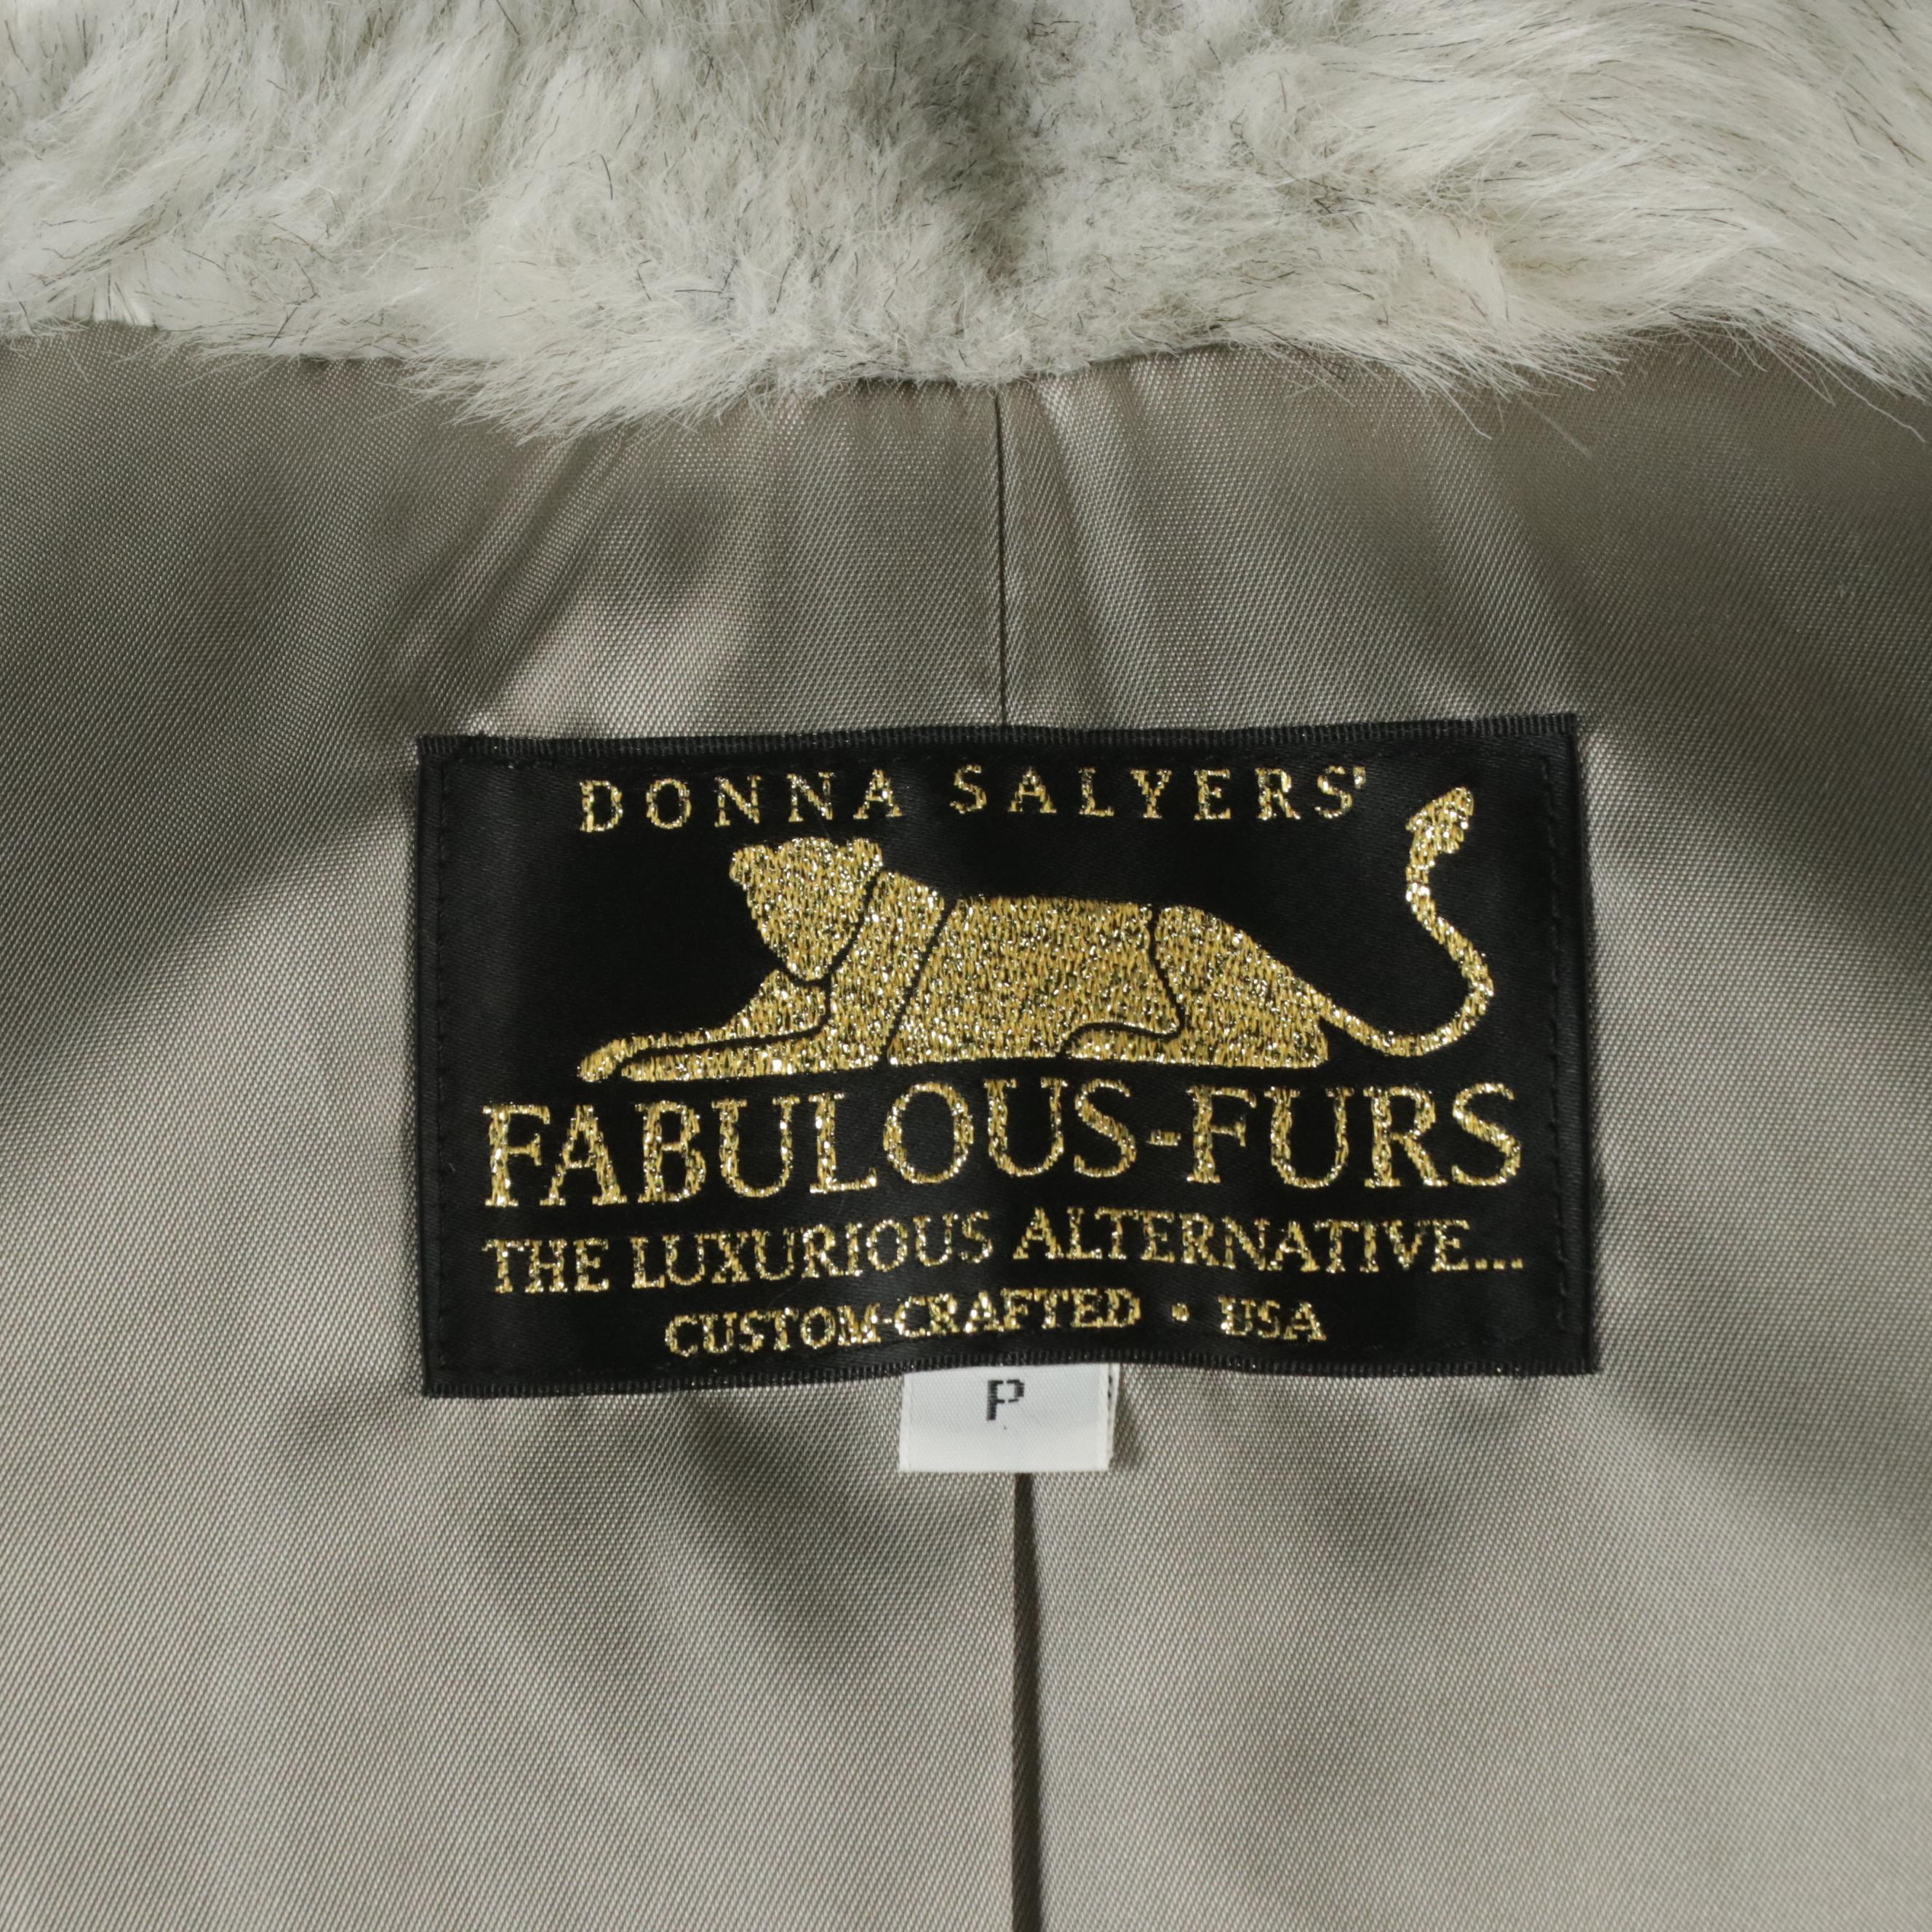 DONNA SALYERS'
FABULOUS-FURS
THE LUXURIOUS ALTERNATIVE...
CUSTOM-CRAFTED • USA
P